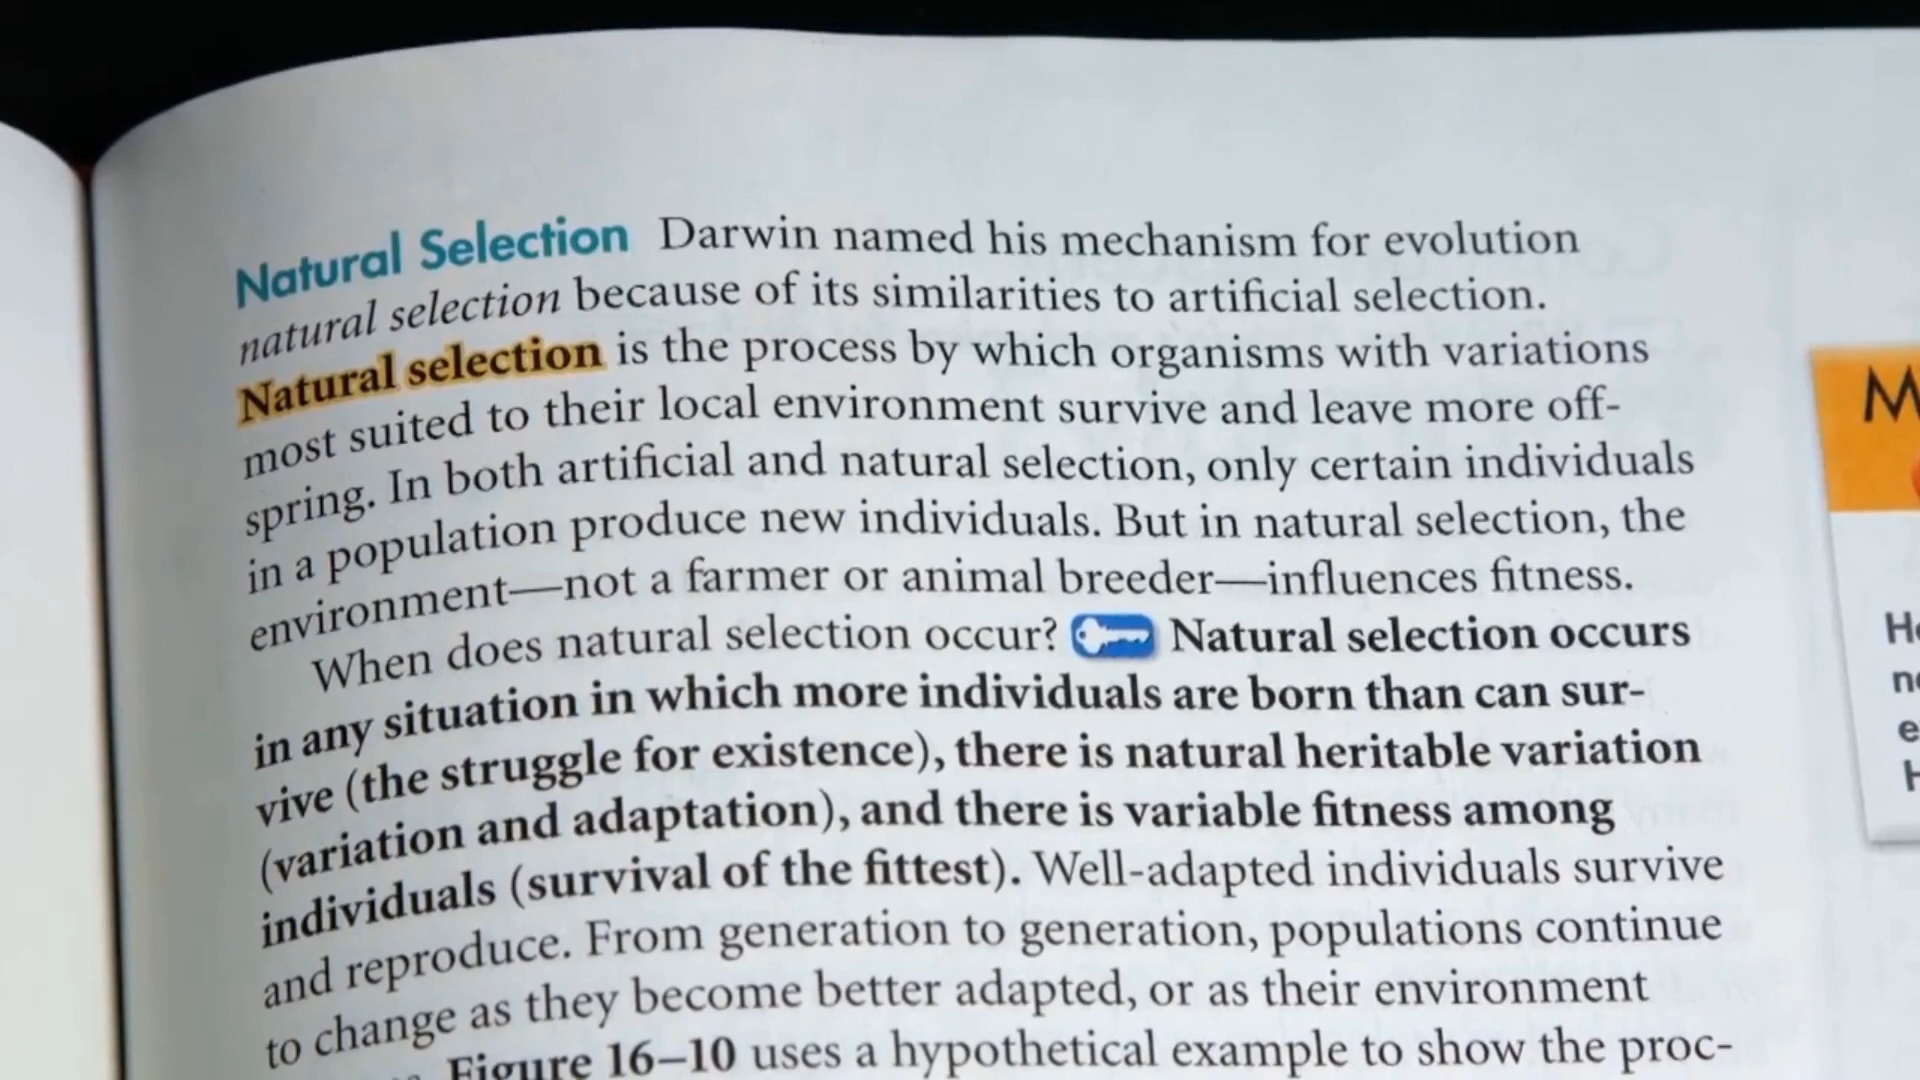 Natural Selection Darwin named his mechanism for evolution
natural selection because of its similarities to artificial selection.
Natural selection is the process by which organisms with variations
most suited to their local environment survive and leave more off-
spring. In both artificial and natural selection, only certain individuals
in a population produce new individuals. But in natural selection, the
environment—not a farmer or animal breeder—influences fitness.
When does natural selection occur? Natural selection occurs
in any situation in which more individuals are born than can sur-
vive (the struggle for existence), there is natural heritable variation
(variation and adaptation), and there is variable fitness among
individuals (survival of the fittest). Well-adapted individuals survive
and reproduce. From generation to generation, populations continue
to change as they become better adapted, or as their environment
Figure 16–10 uses a hypothetical example to show the proc-